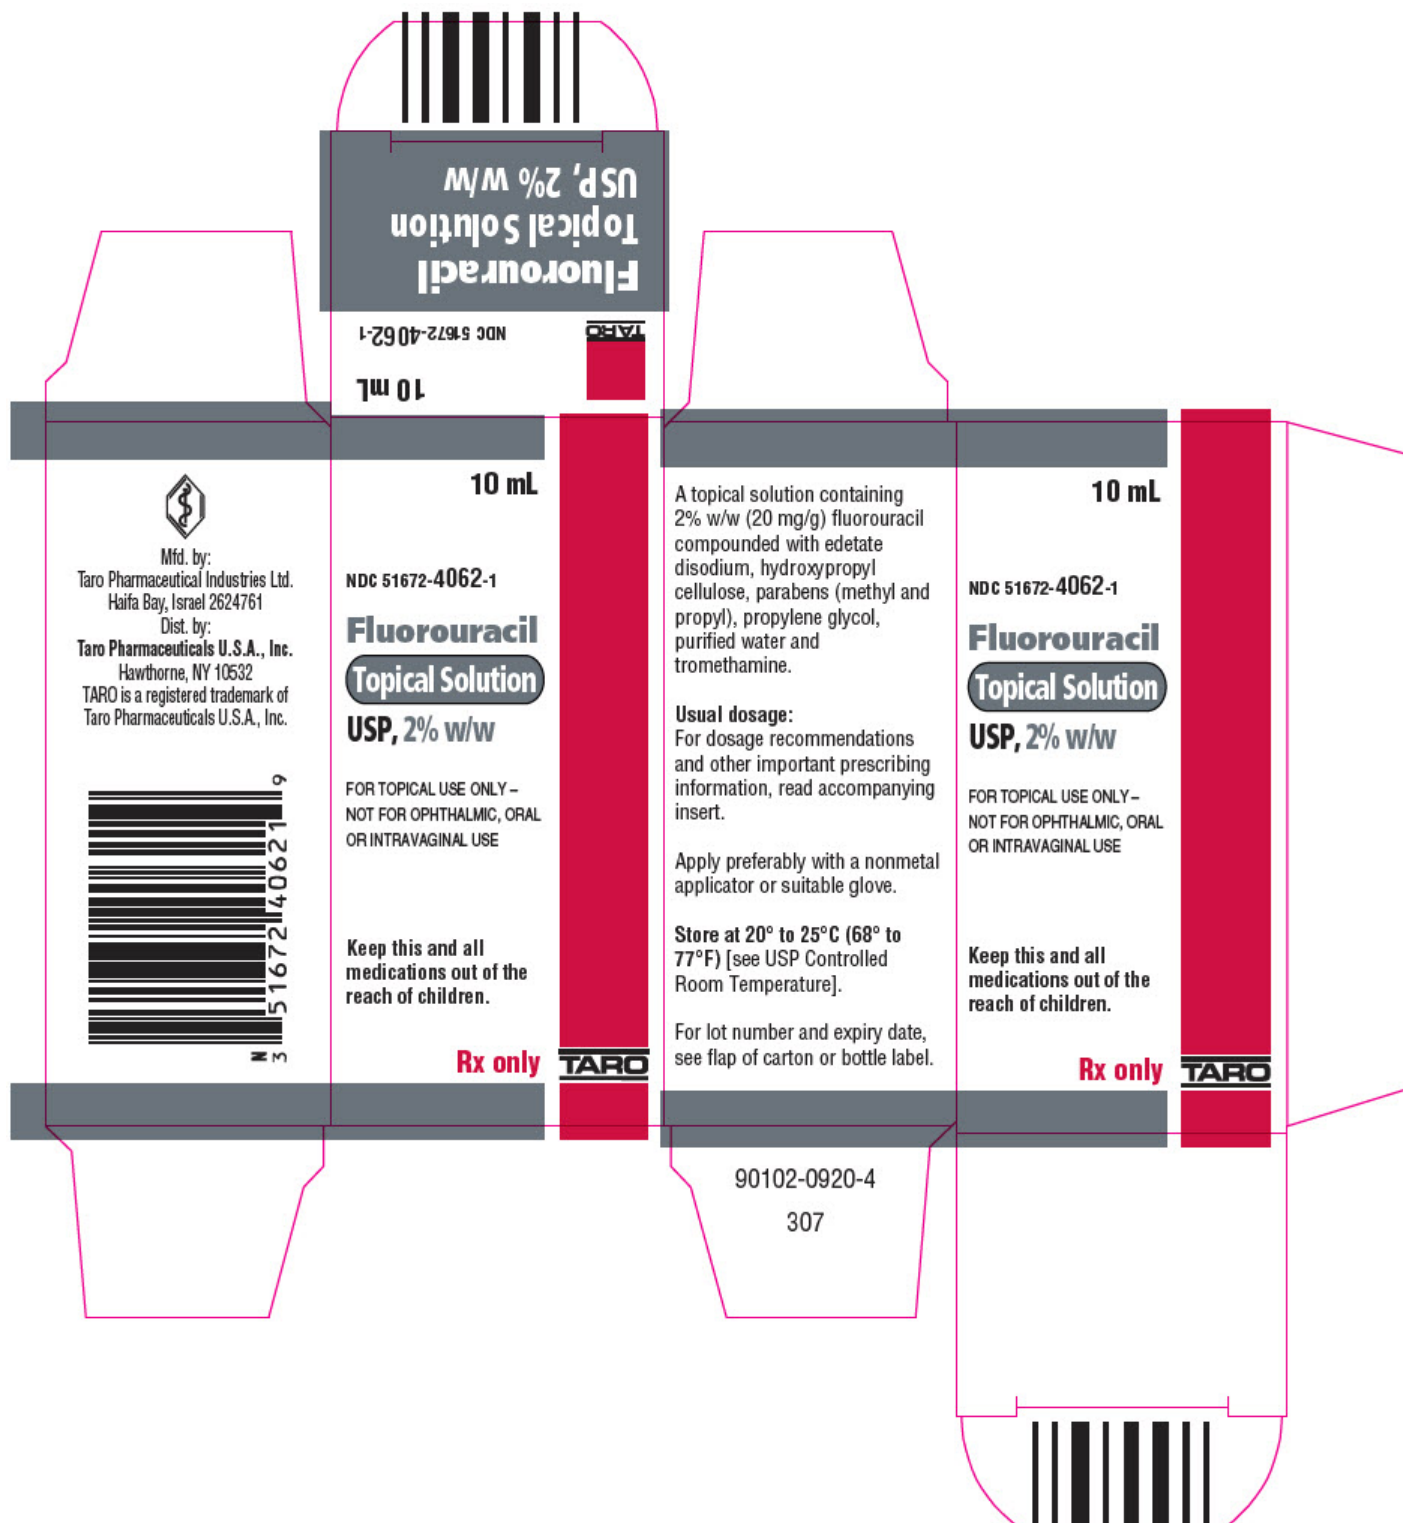 Fluorouracil
Topical Solution
USP, 2% w/w
NDC 51672-4062-1
TARO
10 mL
Mfd. by:
Taro Pharmaceutical Industries Ltd.
Haifa Bay, Israel 2624761
Dist. by:
Taro Pharmaceuticals U.S.A., Inc.
Hawthorne, NY 10532
TARO is a registered trademark of
Taro Pharmaceuticals U.S.A., Inc.
N
3 51672 40621 9
10 mL
NDC 51672-4062-1
Fluorouracil
Topical Solution
USP, 2% w/w
FOR TOPICAL USE ONLY –
NOT FOR OPHTHALMIC, ORAL
OR INTRAVAGINAL USE
Keep this and all
medications out of the
reach of children.
Rx only
TARO
A topical solution containing
2% w/w (20 mg/g) fluorouracil
compounded with edetate
disodium, hydroxypropyl
cellulose, parabens (methyl and
propyl), propylene glycol,
purified water and
tromethamine.
Usual dosage:
For dosage recommendations
and other important prescribing
information, read accompanying
insert.
Apply preferably with a nonmetal
applicator or suitable glove.
Store at 20° to 25°C (68° to
77°F) [see USP Controlled
Room Temperature].
For lot number and expiry date,
see flap of carton or bottle label.
90102-0920-4
307
10 mL
NDC 51672-4062-1
Fluorouracil
Topical Solution
USP, 2% w/w
FOR TOPICAL USE ONLY –
NOT FOR OPHTHALMIC, ORAL
OR INTRAVAGINAL USE
Keep this and all
medications out of the
reach of children.
Rx only
TARO